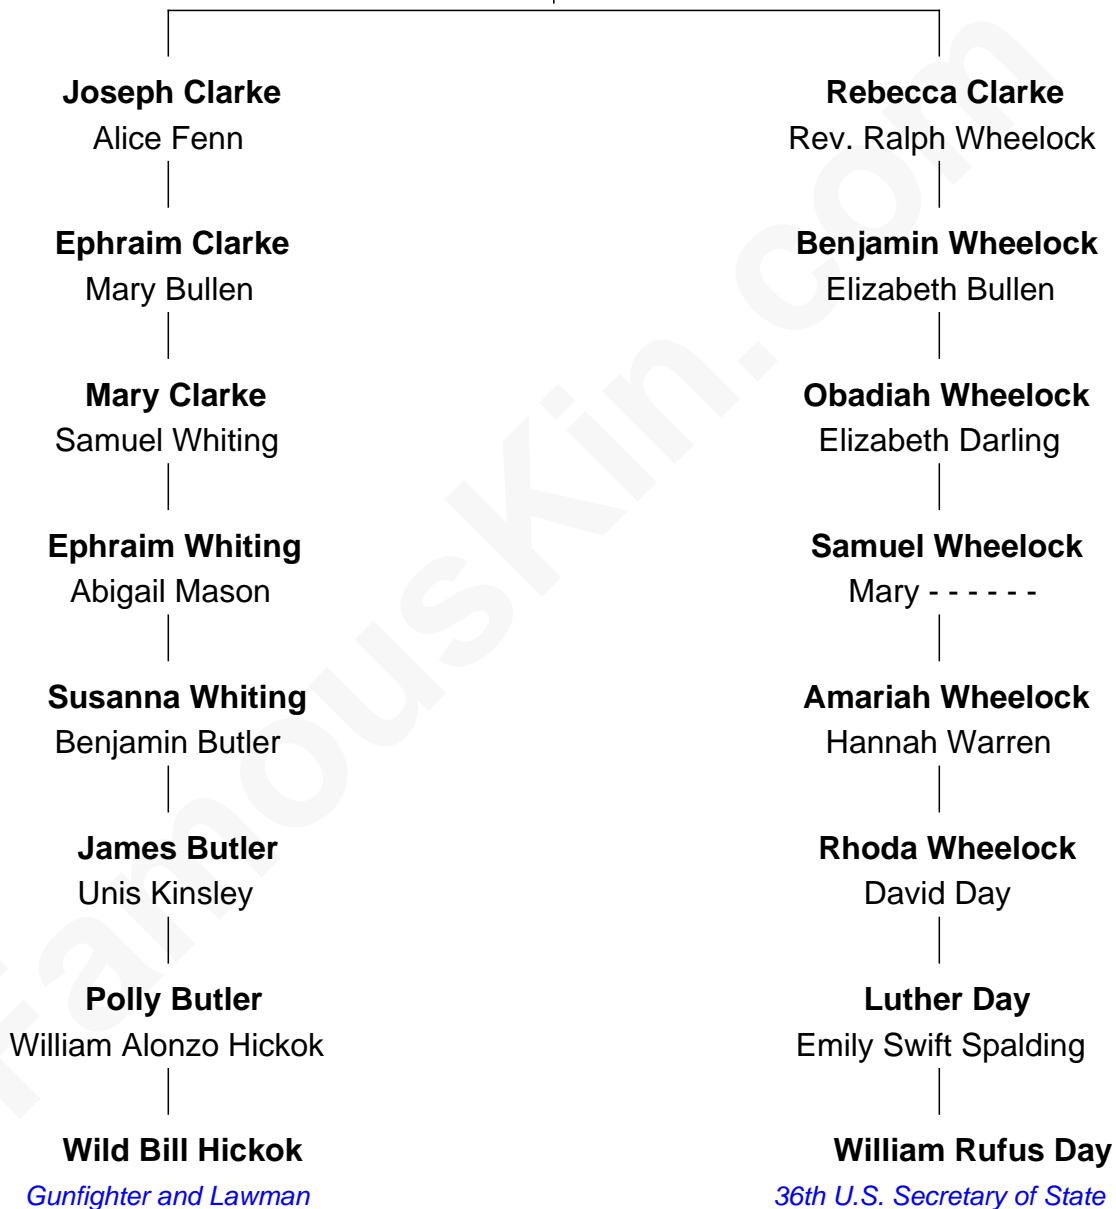 Joseph Clarke
Alice Fenn
Ephraim Clarke
Mary Bullen
Mary Clarke
Samuel Whiting
Ephraim Whiting
Abigail Mason
Susanna Whiting
Benjamin Butler
James Butler
Unis Kinsley
Polly Butler
William Alonzo Hickok
Wild Bill Hickok
Gunfighter and Lawman
Rebecca Clarke
Rev. Ralph Wheelock
Benjamin Wheelock
Elizabeth Bullen
Obadiah Wheelock
Elizabeth Darling
Samuel Wheelock
Mary - - - - - -
Amariah Wheelock
Hannah Warren
Rhoda Wheelock
David Day
Luther Day
Emily Swift Spalding
William Rufus Day
36th U.S. Secretary of State
FamousKin.com